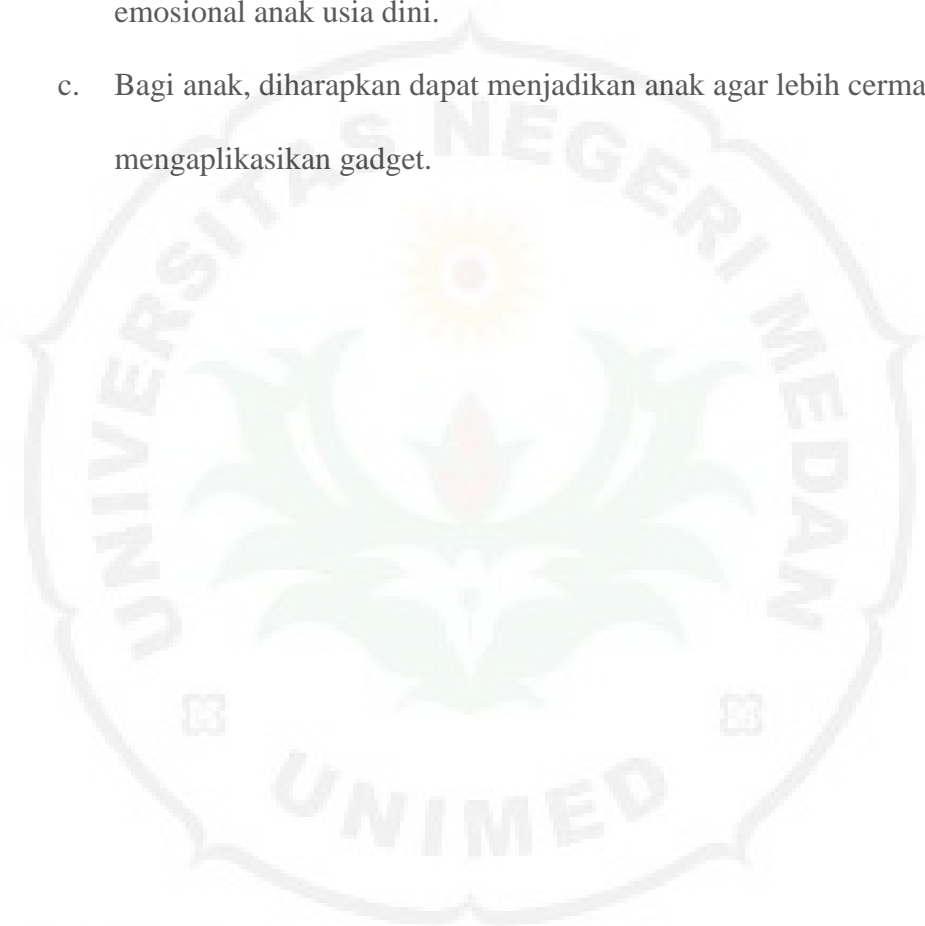 emosional anak usia dini.
c. Bagi anak, diharapkan dapat menjadikan anak agar lebih cerma
mengaplikasikan gadget.
UNIVERSITAS NEGERI MEDAN
UNIMED